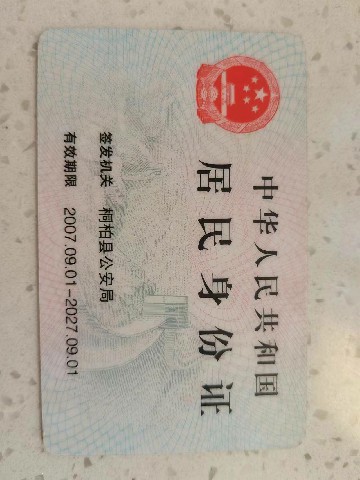 中华人民共和国
居民身份证
签发机关 桐柏县公安局
有效期限 2007.09.01-2027.09.01